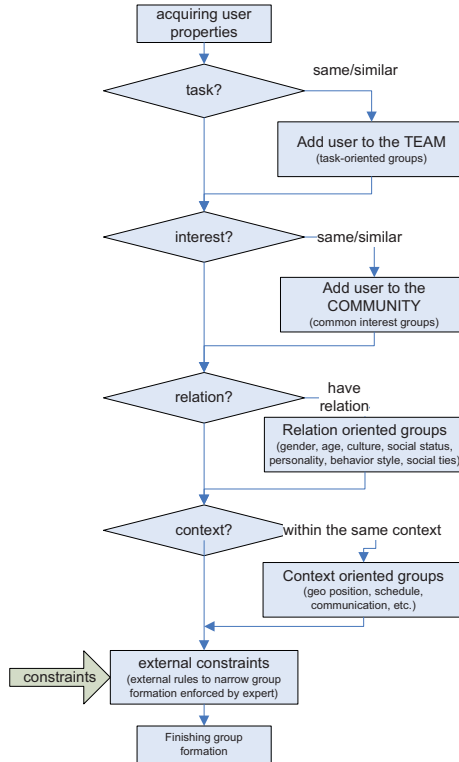 acquiring user
properties
same/similar
task?
Add user to the TEAM
(task-oriented groups)
interest?
same/similar
Add user to the
COMMUNITY
(common interest groups)
relation?
have
relation
Relation oriented groups
(gender, age, culture, social status,
personality, behavior style, social ties)
context?
within the same context
Context oriented groups
(geo position, schedule,
communication, etc.)
constraints
external constraints
(external rules to narrow group
formation enforced by expert)
Finishing group
formation